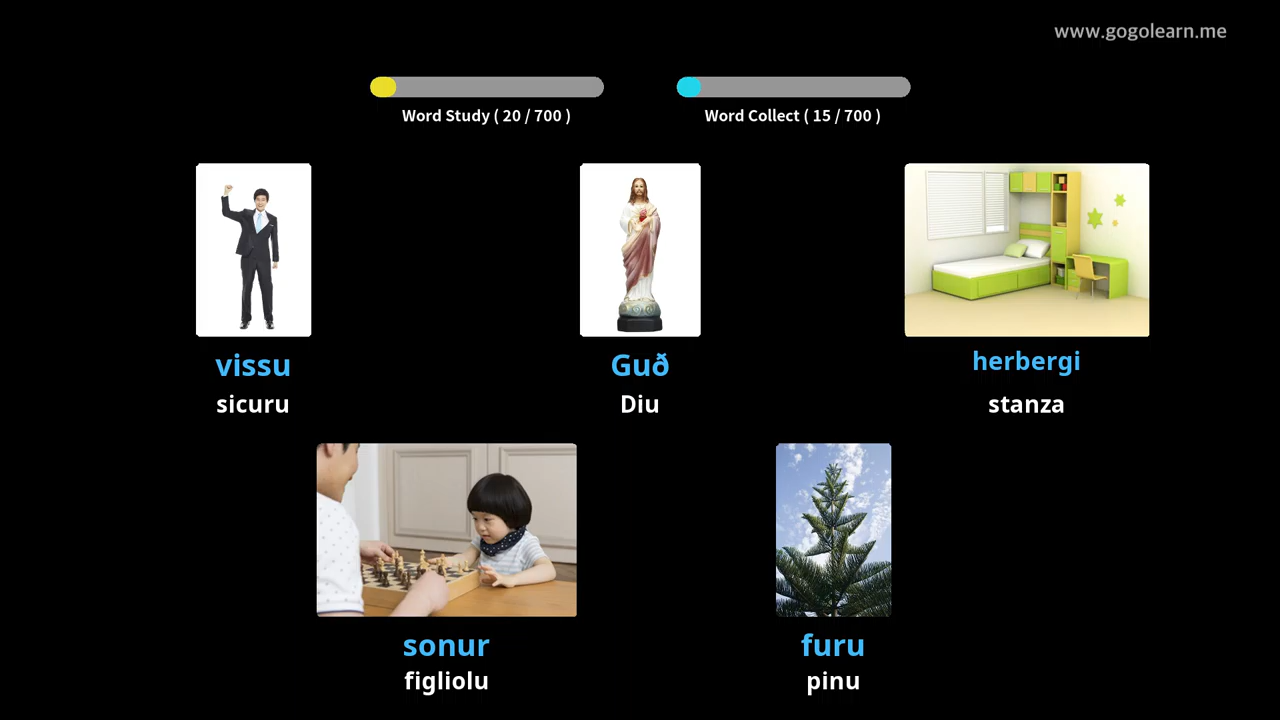 www.gogolearn.me
Word Study ( 20 / 700 )
Word Collect ( 15 / 700 )
vissu
sicuru
Guð
Diu
herbergi
stanza
sonur
figliolu
furu
pinu